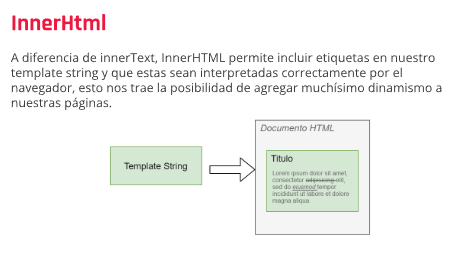 InnerHtml
A diferencia de innerText, InnerHTML permite incluir etiquetas en nuestro
template string y que estas sean interpretadas correctamente por el
navegador, esto nos trae la posibilidad de agregar muchísimo dinamismo a
nuestras páginas.
Documento HTML
Template String
Titulo
Lorem ipsum dolor sit amet,
consectetur adipiscing elit,
sed do eiusmod tempor
incididunt ut labore et dolore
magna aliqua.